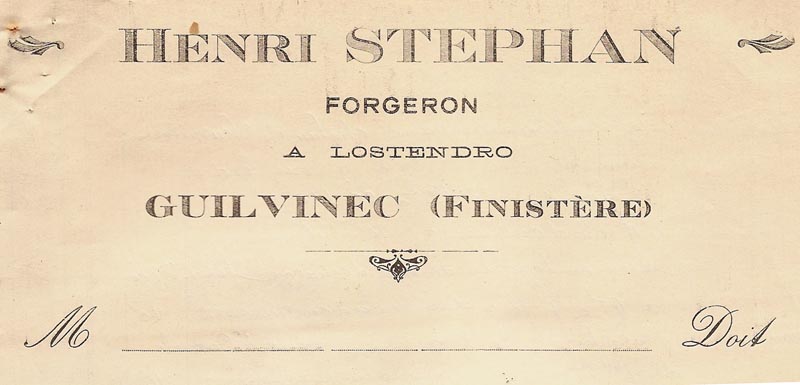 HENRI STEPHAN
FORGERON
A LOSTENDRO
GUILVINEC (FINISTÈRE)
M Doit